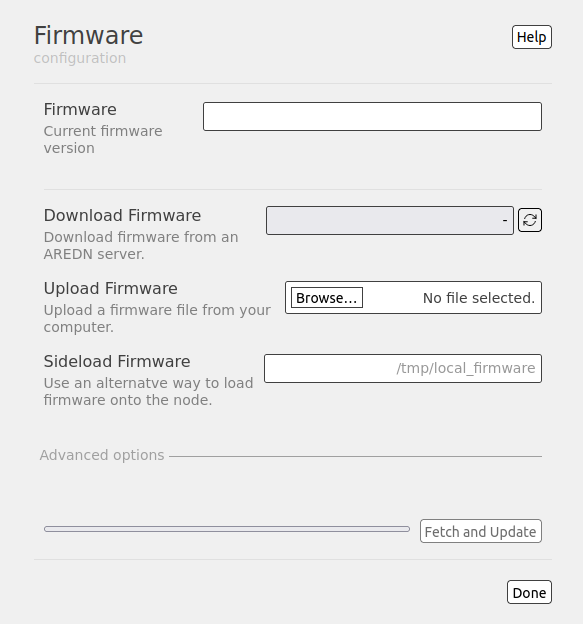 Firmware
Help
configuration
Firmware
Current firmware
version
Download Firmware
-
Download firmware from an
AREDN server.
Upload Firmware
Browse...
No file selected.
Upload a firmware file from your
computer.
Sideload Firmware
/tmp/local_firmware
Use an alternatve way to load
firmware onto the node.
Advanced options
Fetch and Update
Done